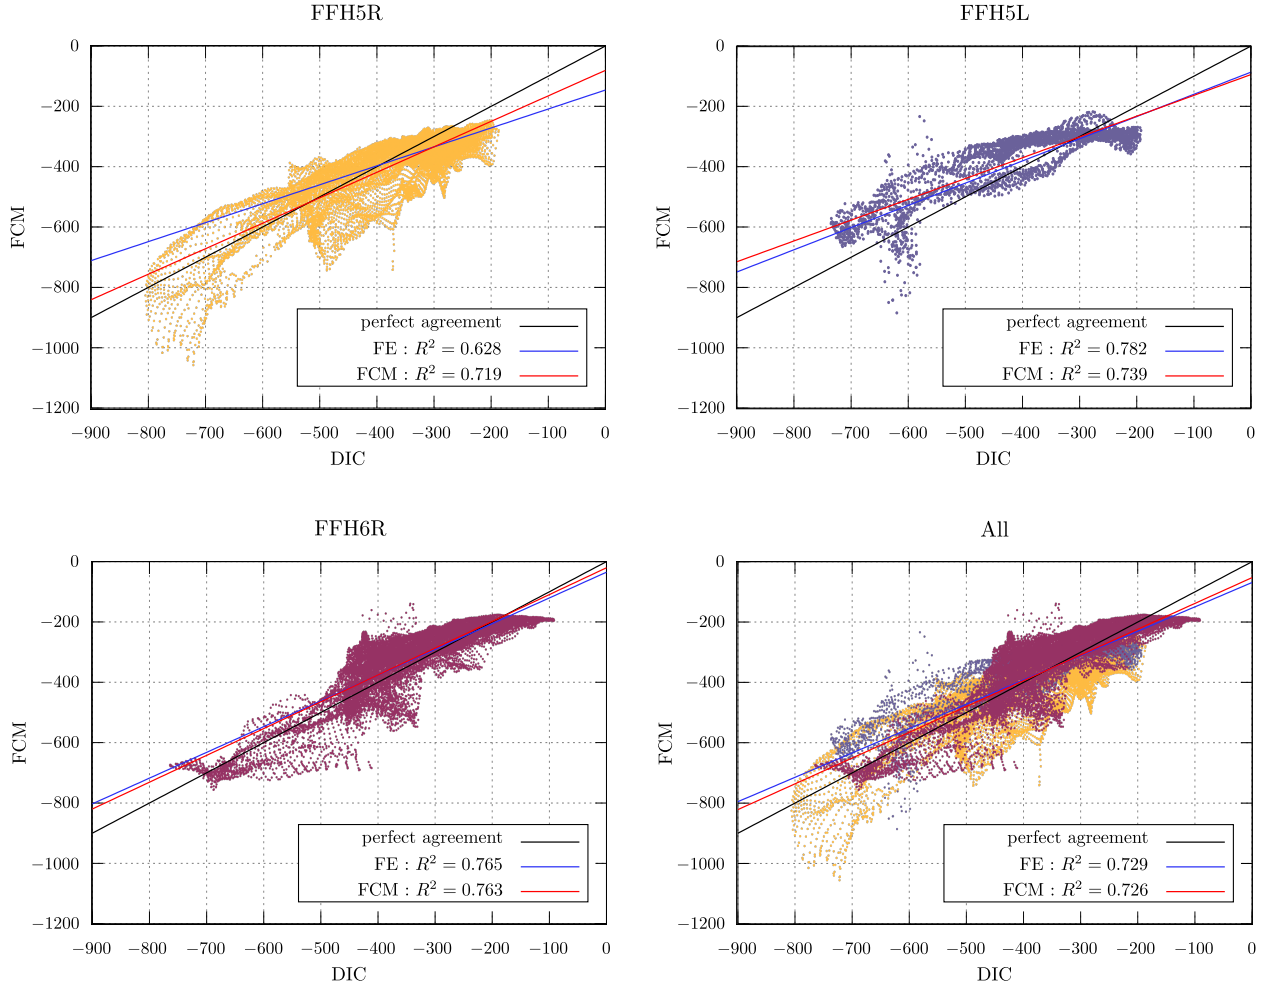 FFH5R
0
−200
−400
−600
−800
−1000
−1200
FCM
perfect agreement
FE : R² = 0.628
FCM : R² = 0.719
−900 −800 −700 −600 −500 −400 −300 −200 −100 0
DIC
FFH5L
0
−200
−400
−600
−800
−1000
−1200
FCM
perfect agreement
FE : R² = 0.782
FCM : R² = 0.739
−900 −800 −700 −600 −500 −400 −300 −200 −100 0
DIC
FFH6R
0
−200
−400
−600
−800
−1000
−1200
FCM
perfect agreement
FE : R² = 0.765
FCM : R² = 0.763
−900 −800 −700 −600 −500 −400 −300 −200 −100 0
DIC
All
0
−200
−400
−600
−800
−1000
−1200
FCM
perfect agreement
FE : R² = 0.729
FCM : R² = 0.726
−900 −800 −700 −600 −500 −400 −300 −200 −100 0
DIC